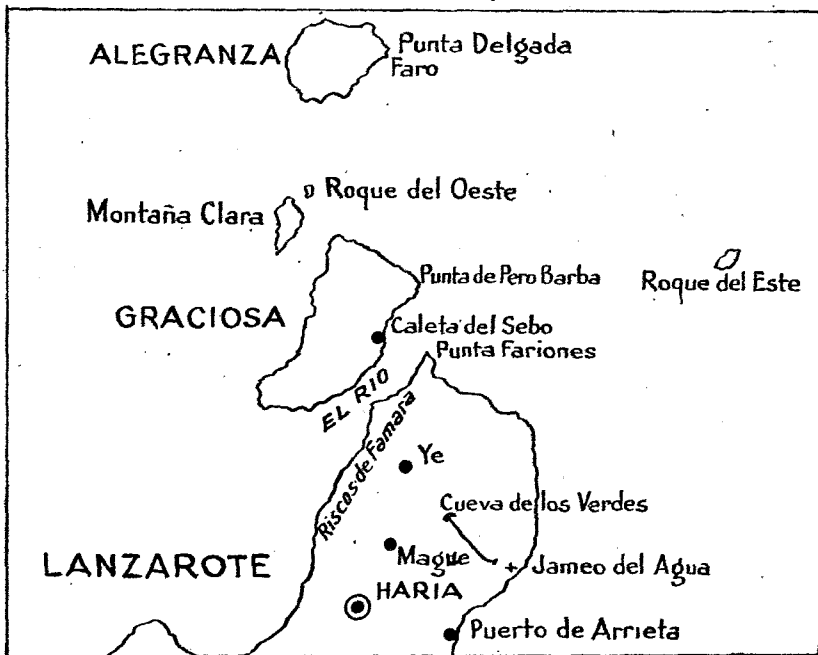 ALEGRANZA
Punta Delgada
Faro
Roque del Oeste
Montaña Clara
Punta de Pero Barba
Roque del Este
GRACIOSA
Caleta del Sebo
Punta Fariones
EL RIO
Riscos de Famara
Ye
Cueva de los Verdes
LANZAROTE
Mague
Jameo del Agua
HARIA
Puerto de Arrieta